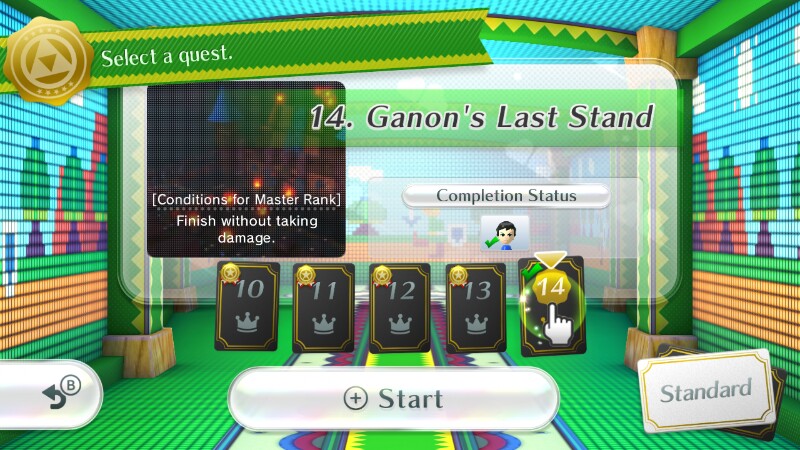 Select a quest.
14. Ganon's Last Stand
[Conditions for Master Rank]
Finish without taking
damage.
Completion Status
10
11
12
13
14
B
Start
Standard